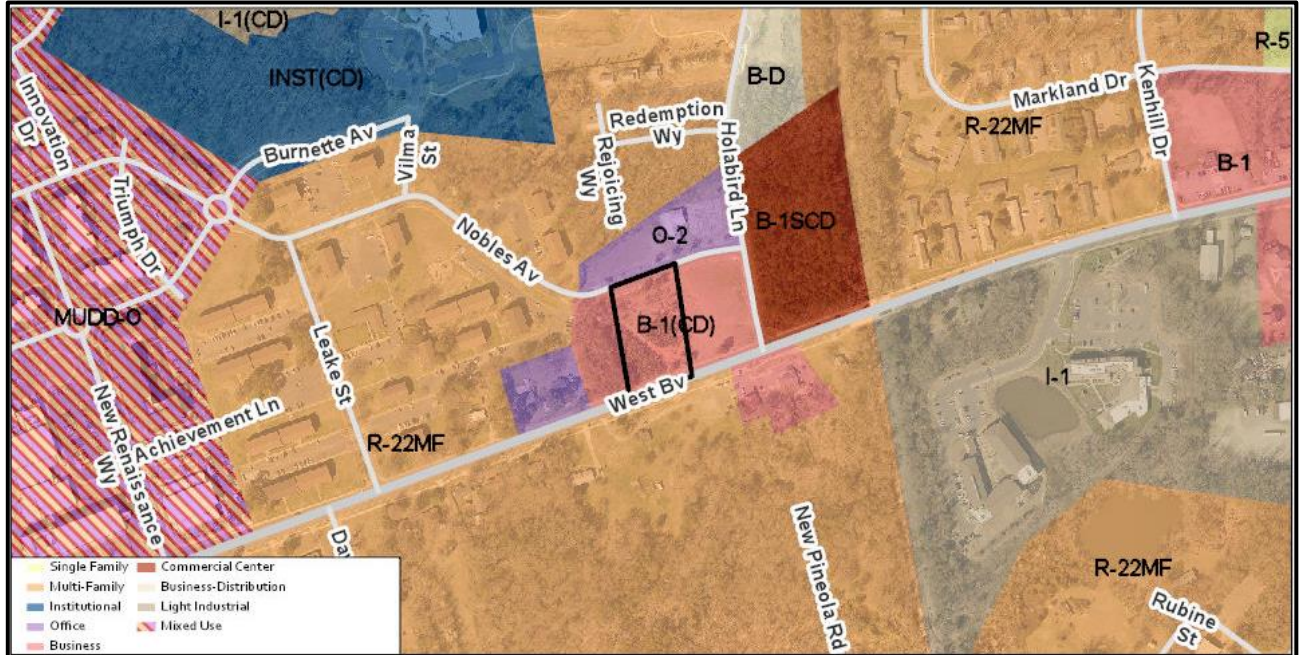 I-1(CD)
INST(CD)
B-D
R-5
Innovation
Dr
Burnette Av
Vilma
St
Redemption
Wy
Rejoicing
Wy
Holabird Ln
Markland Dr
R-22MF
Kenhill Dr
B-1
Triumph Dr
Nobles Av
O-2
B-1SCD
MUDD-O
Leake St
B-1(CD)
West Bv
I-1
New Renaissance
Wy
Achievement Ln
R-22MF
New Pineola Rd
R-22MF
Rubine
St
Single Family
Multi-Family
Institutional
Office
Business
Commercial Center
Business-Distribution
Light Industrial
Mixed Use